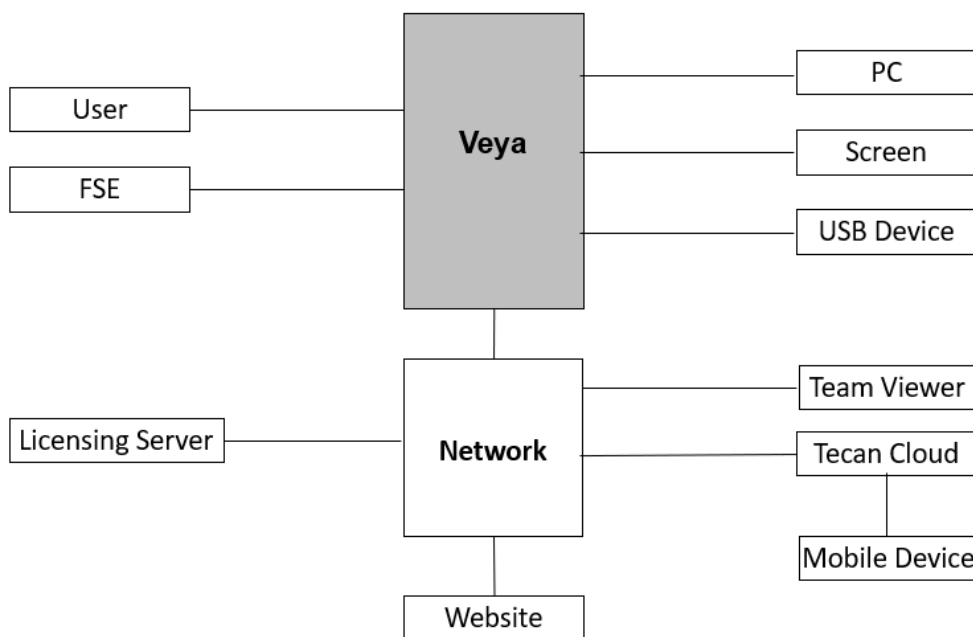 User
FSE
Veya
PC
Screen
USB Device
Licensing Server
Network
Team Viewer
Tecan Cloud
Mobile Device
Website